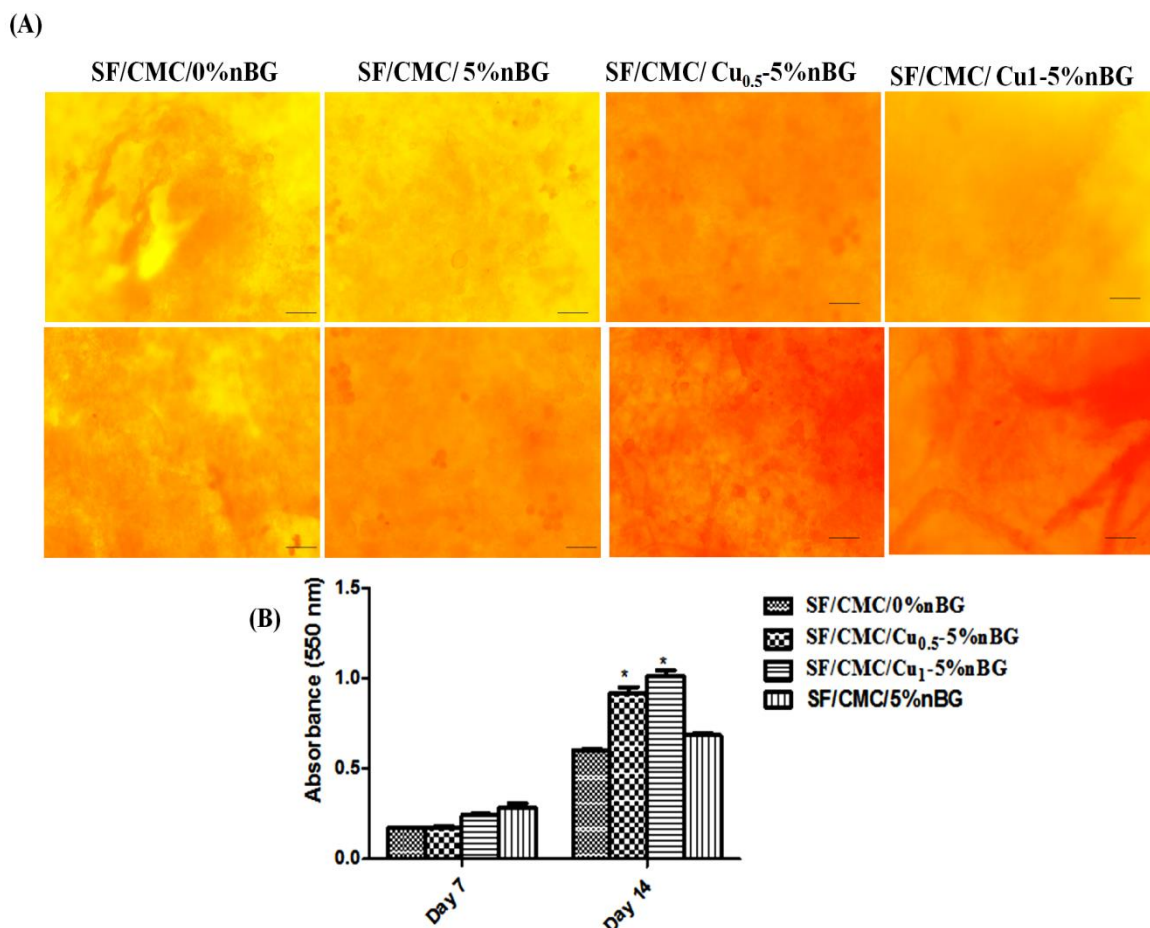 (A)
SF/CMC/0%nBG SF/CMC/ 5%nBG SF/CMC/ Cu0.5-5%nBG SF/CMC/ Cu1-5%nBG
(B)
Absorbance (550 nm)
1.5
1.0
0.5
0.0
* *
Day 7 Day 14
SF/CMC/0%nBG
SF/CMC/Cu0.5-5%nBG
SF/CMC/Cu1-5%nBG
SF/CMC/5%nBG